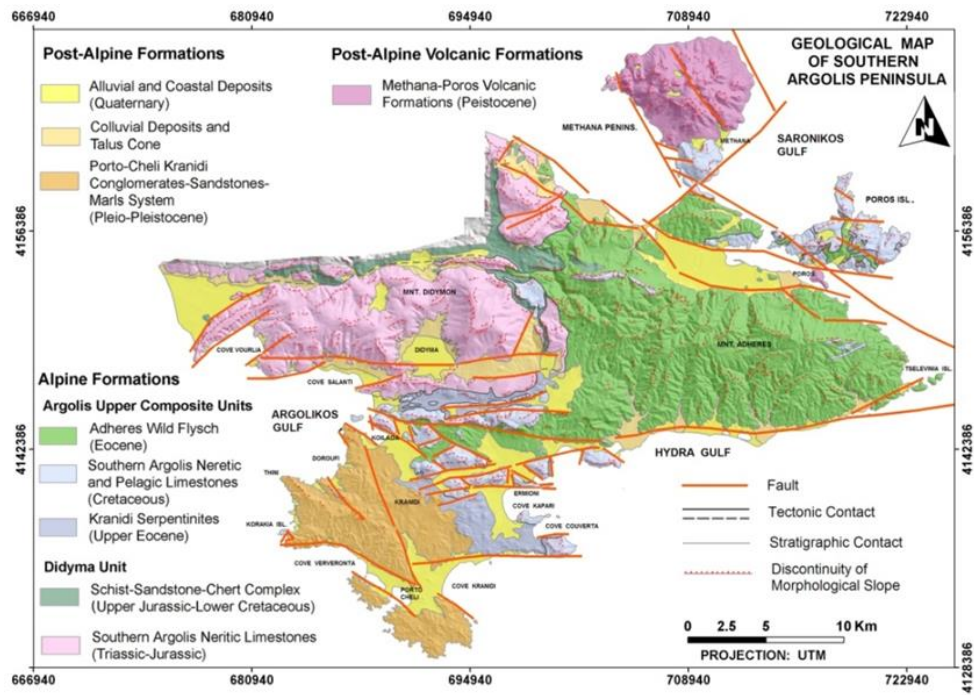 666940
680940
694940
708940
722940
Post-Alpine Formations
Alluvial and Coastal Deposits
(Quaternary)
Colluvial Deposits and
Talus Cone
Porto-Cheli Kranidi
Conglomerates-Sandstones-
Marls System
(Pleio-Pleistocene)
Post-Alpine Volcanic Formations
Methana-Poros Volcanic
Formations (Peistocene)
GEOLOGICAL MAP
OF SOUTHERN
ARGOLIS PENINSULA
N
METHANA PENINS.
METHANA
SARONIKOS
GULF
POROS ISL.
POROS
4156386
4156386
MNT. DIDYMON
MNT. ADHERES
DIDYMA
COVE VOURLIA
COVE SALANTI
TSELEVINIA ISL.
Alpine Formations
Argolis Upper Composite Units
Adheres Wild Flysch
(Eocene)
Southern Argolis Neretic
and Pelagic Limestones
(Cretaceous)
Kranidi Serpentinites
(Upper Eocene)
Didyma Unit
Schist-Sandstone-Chert Complex
(Upper Jurassic-Lower Cretaceous)
Southern Argolis Neritic Limestones
(Triassic-Jurassic)
ARGOLIKOS
GULF
KOILADA
DOROUFI
THINI
KRANIDI
KORAKIA ISL.
ERMIONI
COVE KAPARI
COVE COUVERTA
COVE VERVERONTA
PORTO
CHELI
COVE KRANIDI
HYDRA GULF
4142386
4142386
Fault
Tectonic Contact
Stratigraphic Contact
Discontinuity of
Morphological Slope
0 2.5 5 10 Km
PROJECTION: UTM
4128386
666940
680940
694940
708940
722940